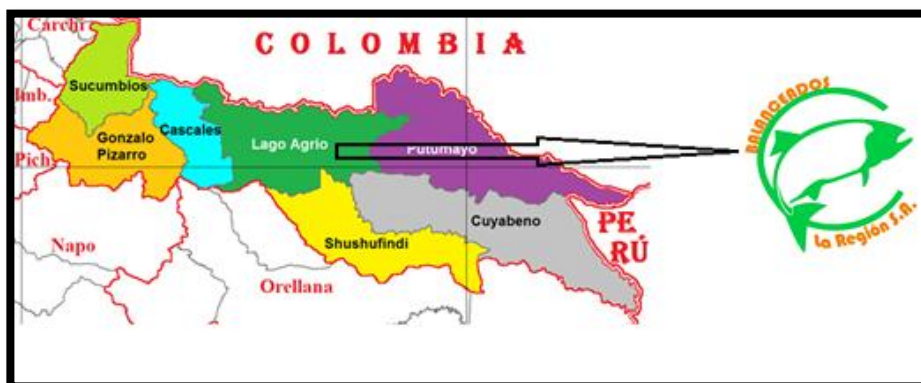 Carchi
COLOMBIA
Sucumbios
Imb.
Cascales
Gonzalo
Pizarro
Lago Agrio
Putumayo
Pich.
BALANCEADOS
La Región S.A.
Cuyabeno
PE
RÚ
Shushufindi
Napo
Orellana